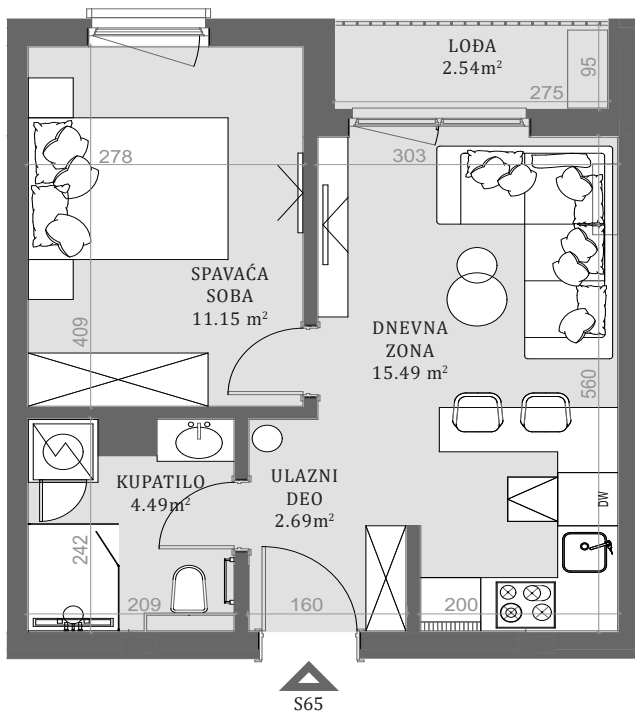 LOĐA
2.54m²
95
275
278
303
SPAVAĆA
SOBA
11.15 m²
409
DNEVNA
ZONA
15.49 m²
560
KUPATILO
4.49m²
ULAZNI
DEO
2.69m²
DW
242
209
160
200
S65